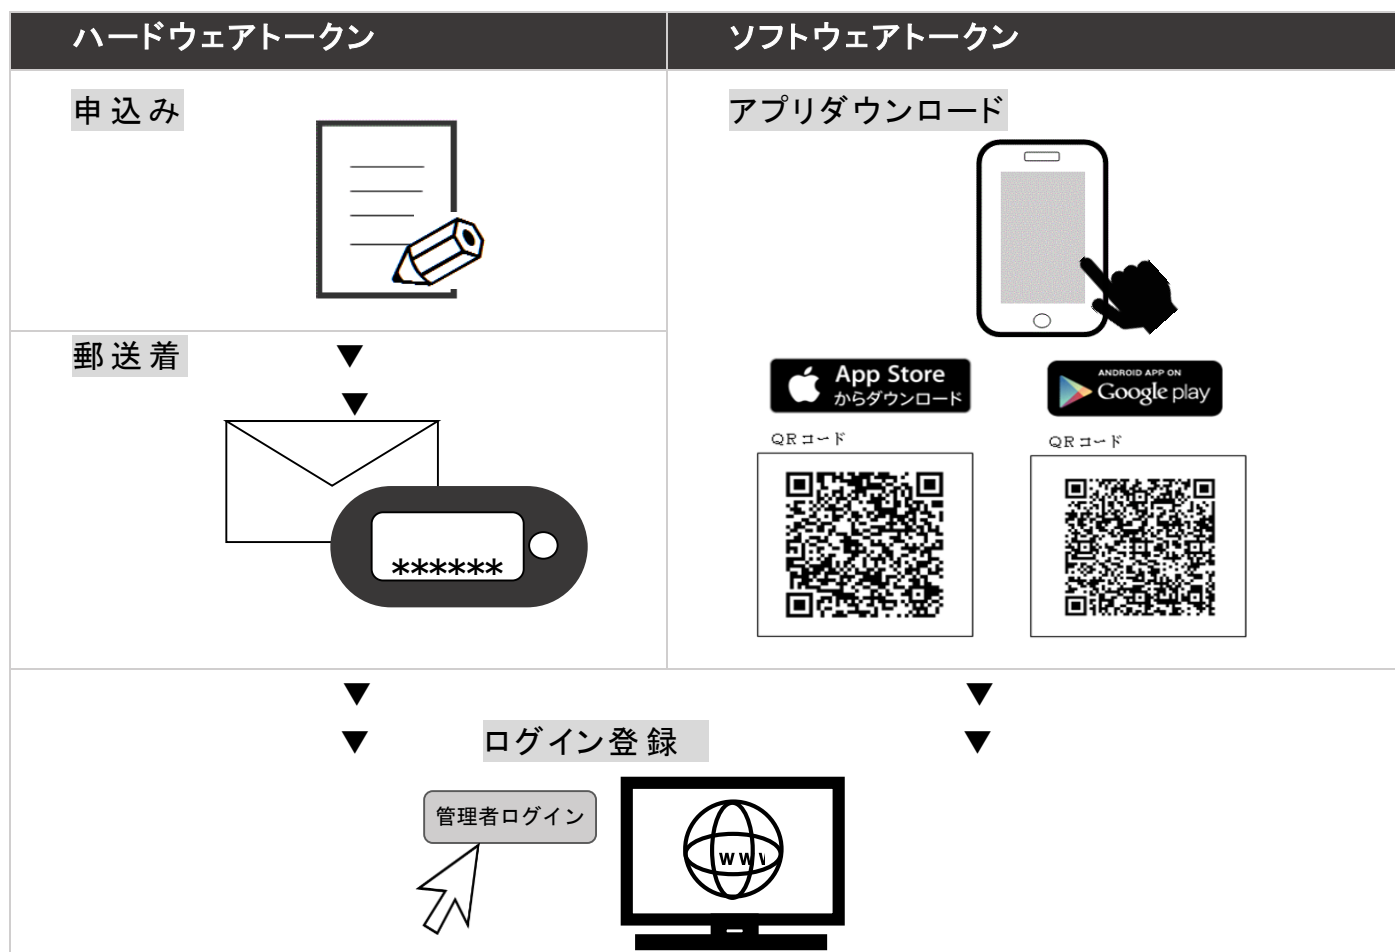 ハードウェアトークン
ソフトウェアトークン
申込み
郵送着
******
アプリダウンロード
App Store
からダウンロード
ANDROID APP ON
Google play
QRコード
QRコード
ログイン登録
管理者ログイン
WWW